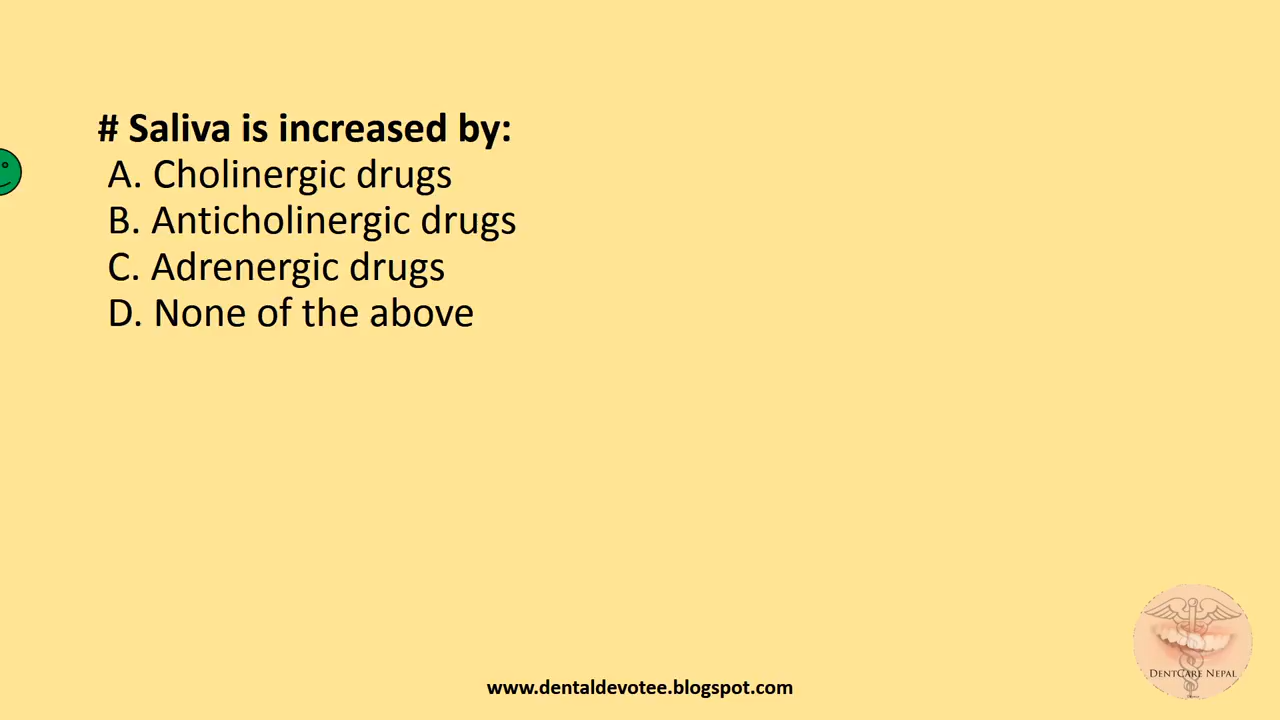 # Saliva is increased by:
A. Cholinergic drugs
B. Anticholinergic drugs
C. Adrenergic drugs
D. None of the above
DentCare Nepal
www.dentaldevotee.blogspot.com